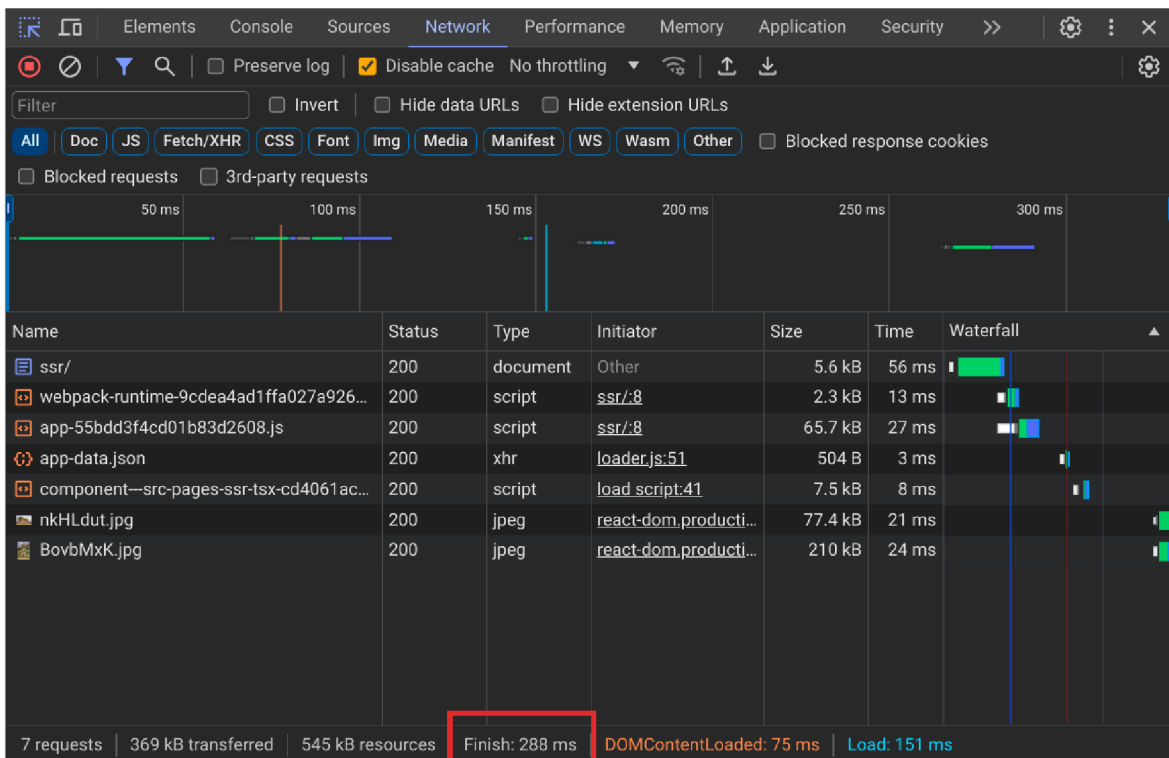 Elements Console Sources Network Performance Memory Application Security
Preserve log Disable cache No throttling
Filter Invert Hide data URLs Hide extension URLs
All Doc JS Fetch/XHR CSS Font Img Media Manifest WS Wasm Other Blocked response cookies
Blocked requests 3rd-party requests
50 ms 100 ms 150 ms 200 ms 250 ms 300 ms
Name Status Type Initiator Size Time Waterfall
ssr/ 200 document Other 5.6 kB 56 ms
webpack-runtime-9cdea4ad1ffa027a926... 200 script ssr/:8 2.3 kB 13 ms
app-55bdd3f4cd01b83d2608.js 200 script ssr/:8 65.7 kB 27 ms
app-data.json 200 xhr loader.js:51 504 B 3 ms
component---src-pages-ssr-tsx-cd4061ac... 200 script load script:41 7.5 kB 8 ms
nkHLdut.jpg 200 jpeg react-dom.producti... 77.4 kB 21 ms
BovbMxK.jpg 200 jpeg react-dom.producti... 210 kB 24 ms
7 requests 369 kB transferred 545 kB resources Finish: 288 ms DOMContentLoaded: 75 ms Load: 151 ms